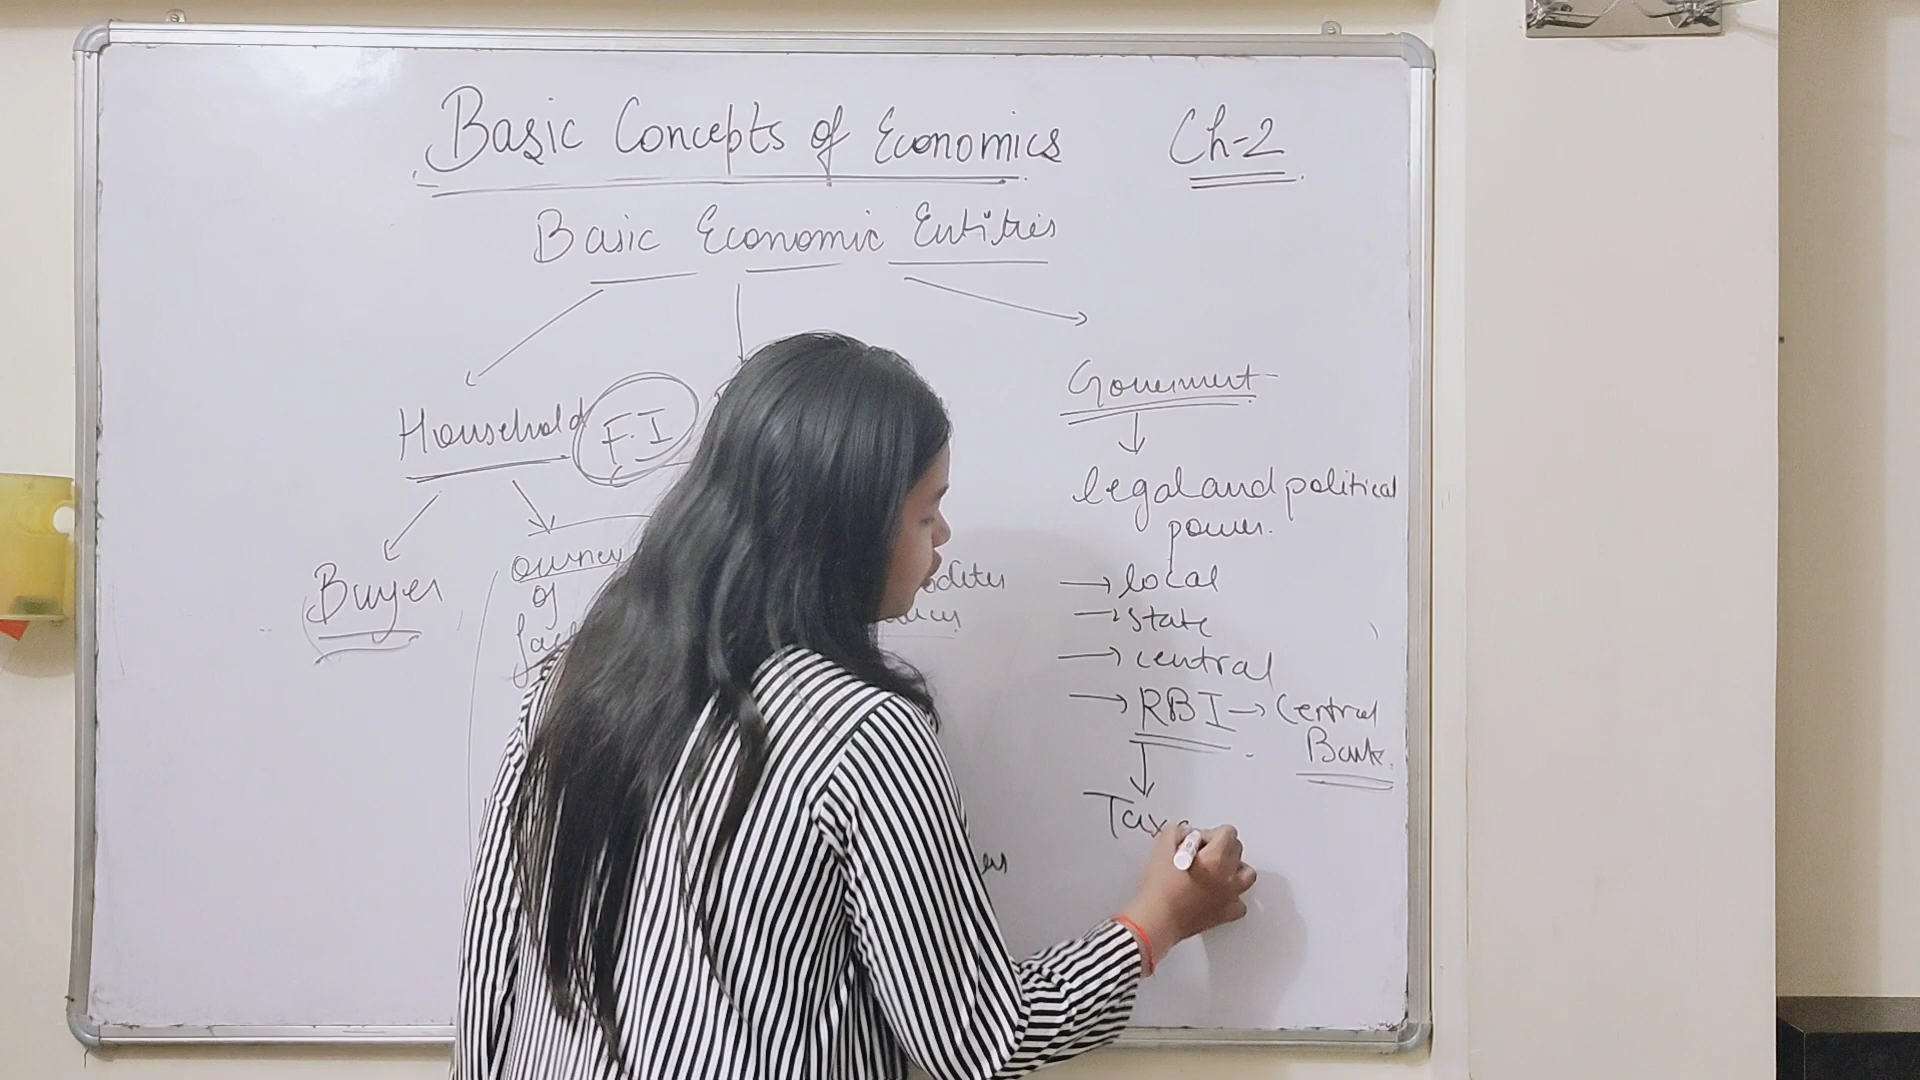 Basic Concepts of Economics
Ch-2
Basic Economic Entities
Household
F.I
Government
Buyer
owner
of
legal and political
power.
→ local
→ state
→ central
→ RBI → Central
Bank.
Tax